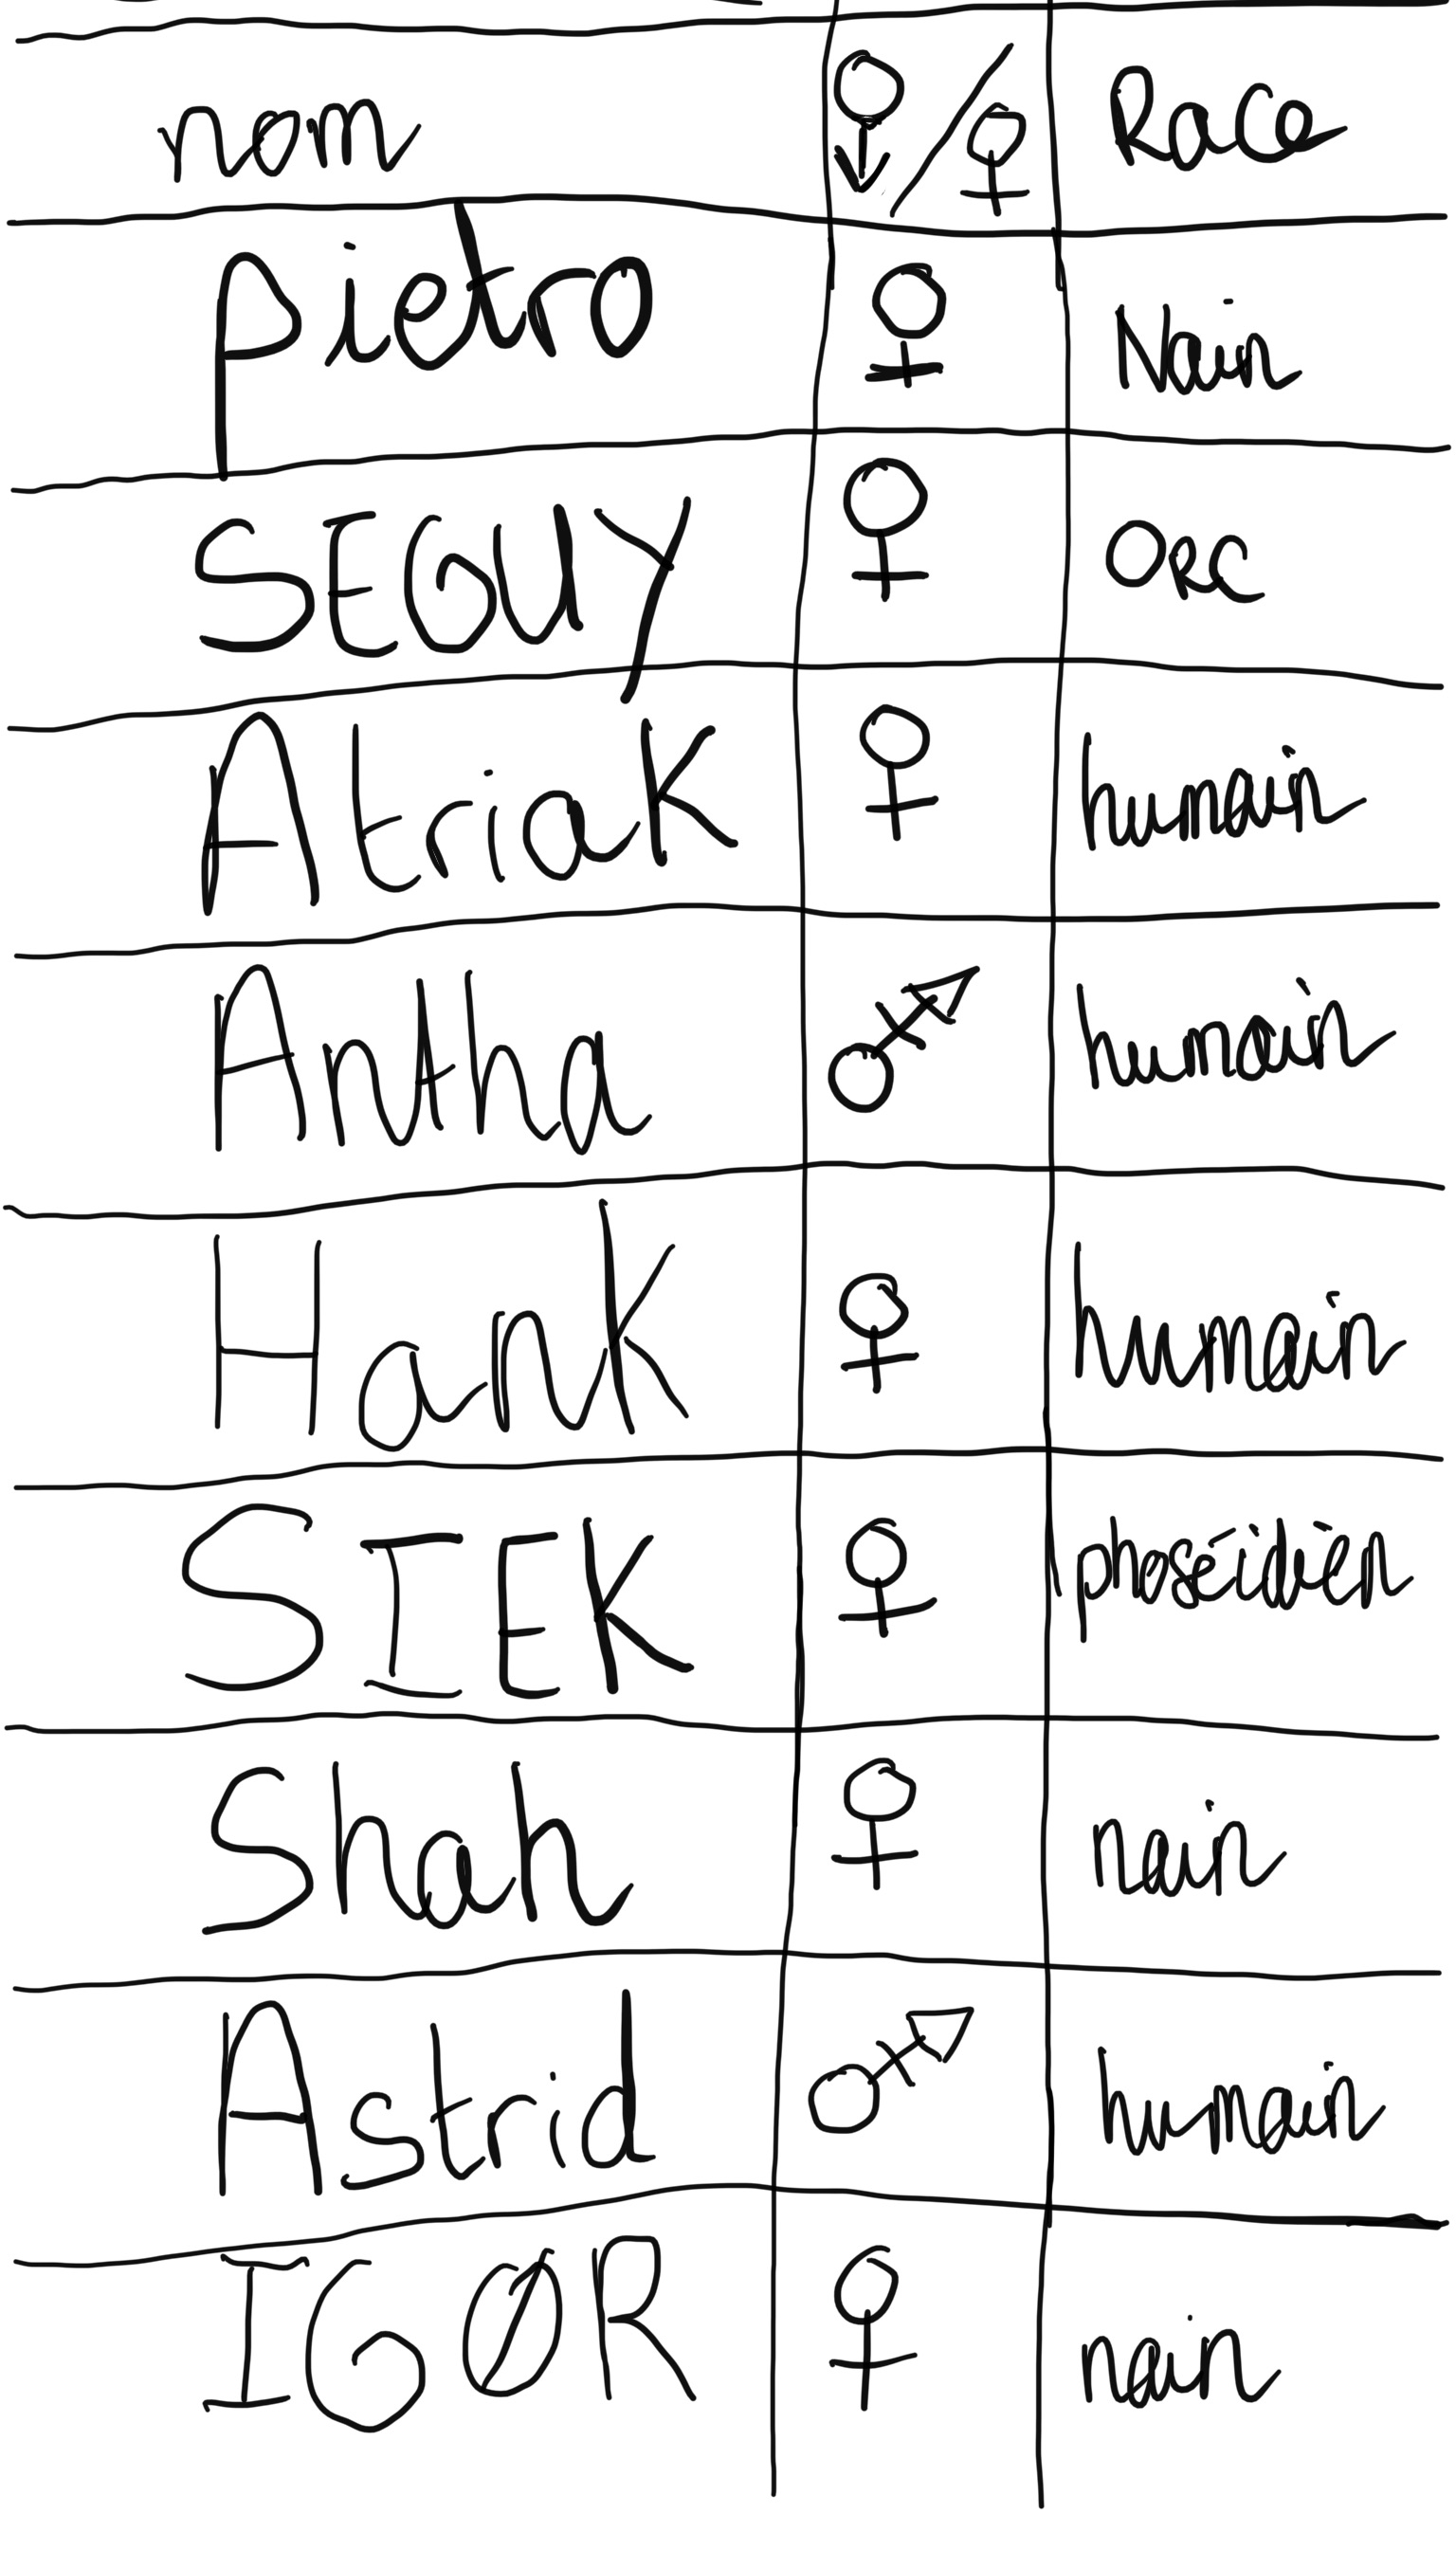 nom ♂/♀ Race
pietro ♀ Nain
SEGUY ♀ ORC
AtriaK ♀ humain
Antha ⚦ humain
HanK ♀ humain
SIEK ♀ phoséidien
Shah ♀ nain
Astrid ⚦ humain
IGØR ♀ nain